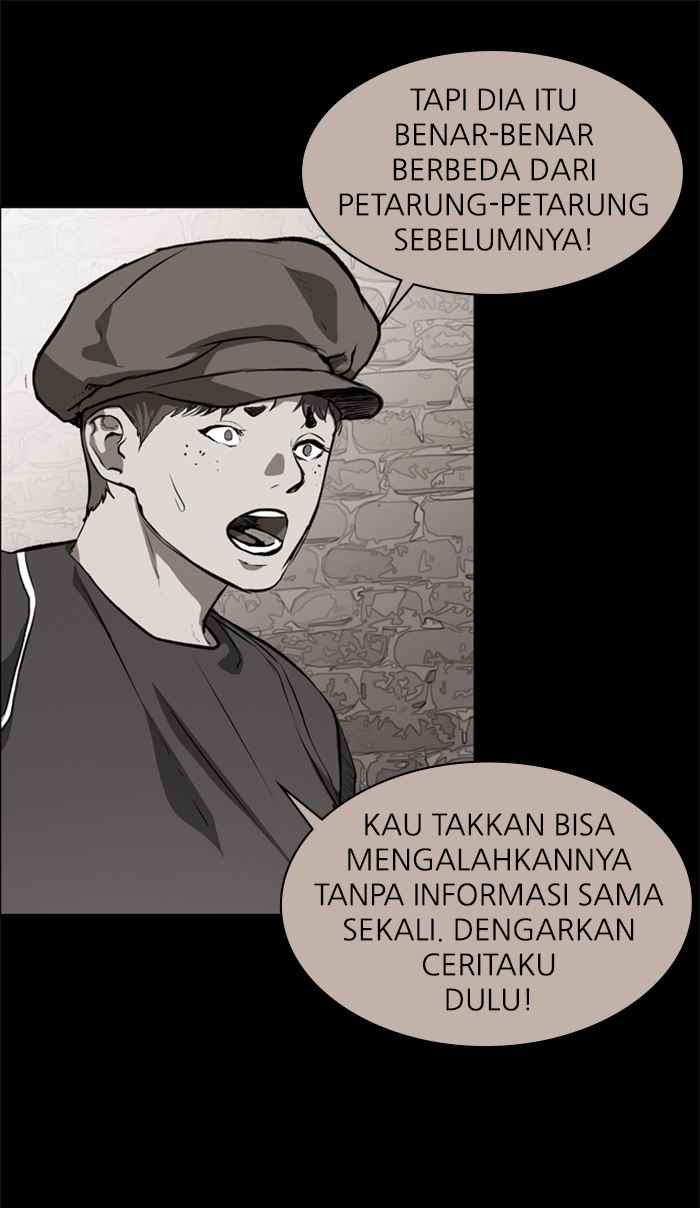 TAPI DIA ITU
BENAR-BENAR
BERBEDA DARI
PETARUNG-PETARUNG
SEBELUMNYA!
KAU TAKKAN BISA
MENGALAHKANNYA
TANPA INFORMASI SAMA
SEKALI. DENGARKAN
CERITAKU
DULU!